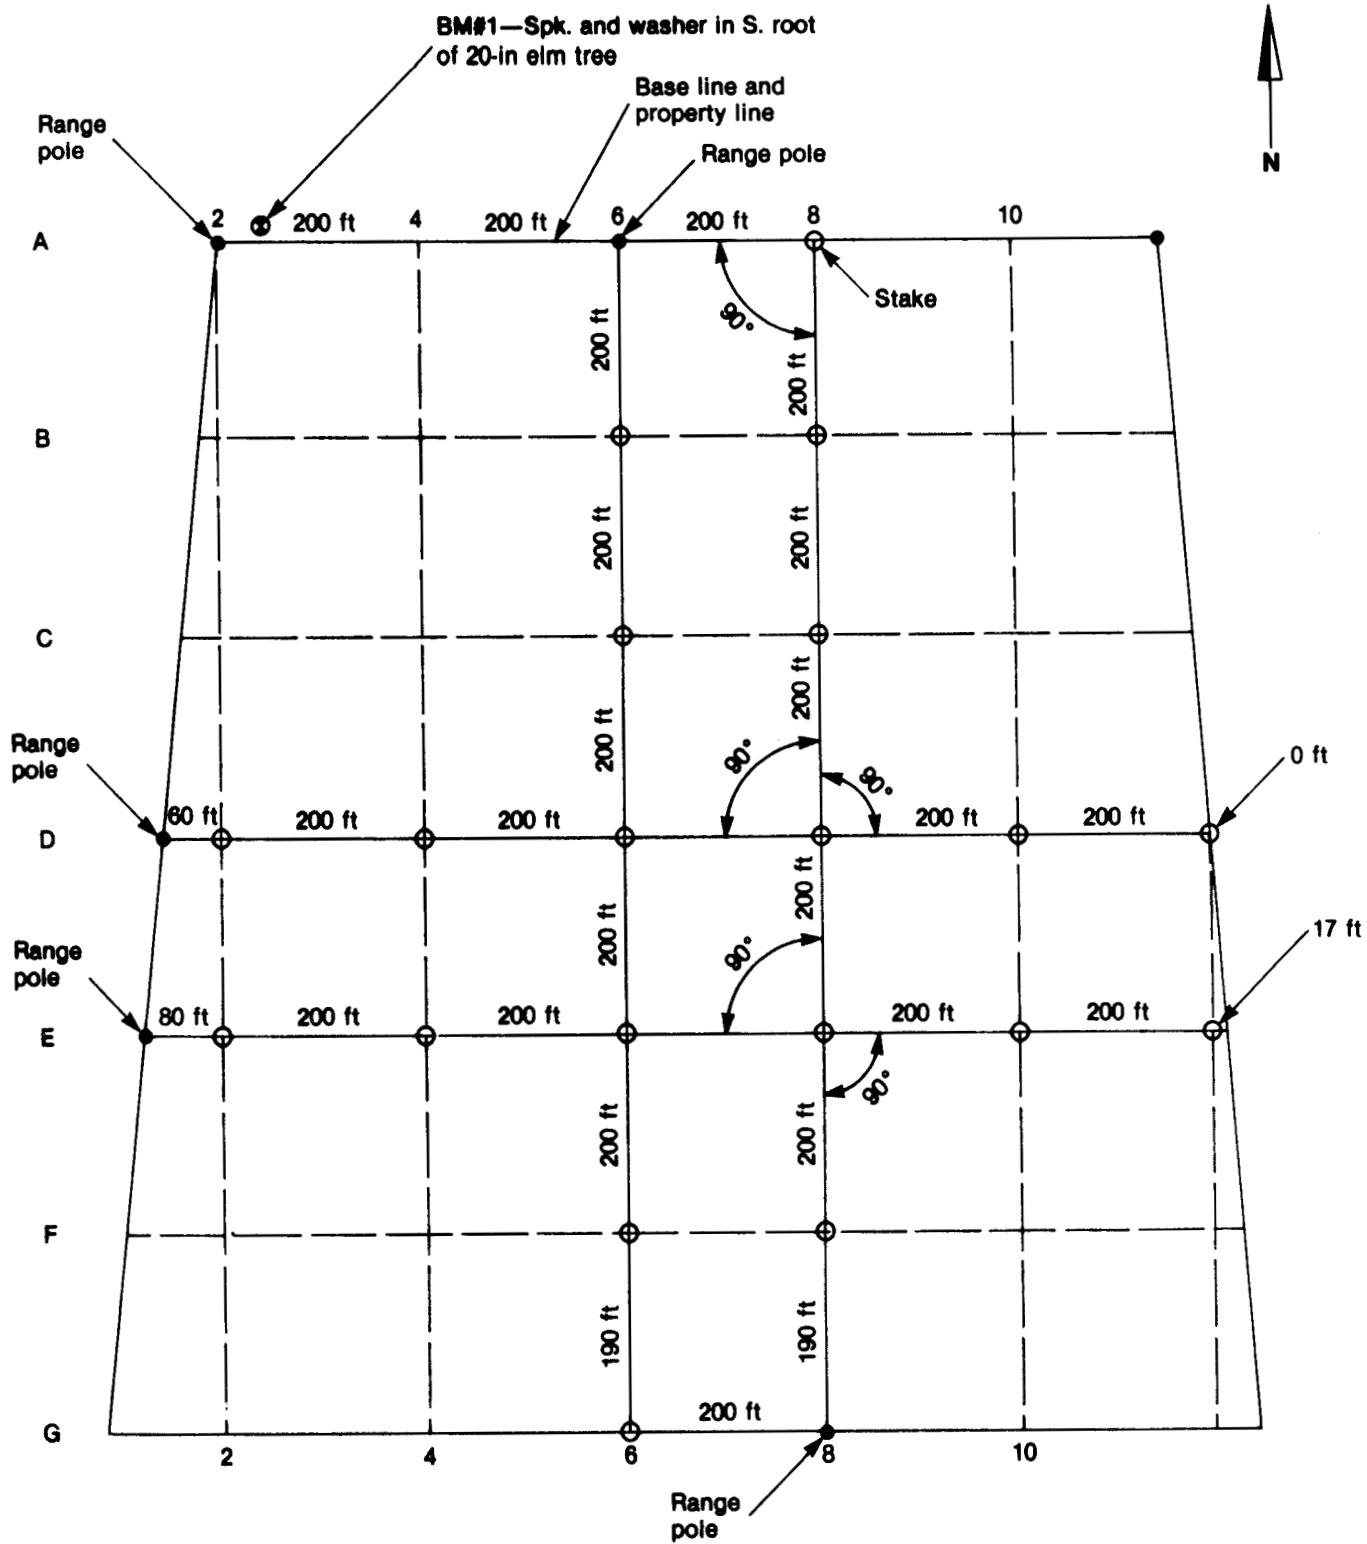 BM#1—Spk. and washer in S. root
of 20-in elm tree
Base line and
property line
Range
pole
Range pole
N
2 200 ft 4 200 ft 6 200 ft 8 10
A
Stake
90°
200 ft
200 ft
B
200 ft
200 ft
C
200 ft
200 ft
90°
90°
Range
pole
0 ft
60 ft 200 ft 200 ft 200 ft 200 ft
D
200 ft
200 ft
90°
17 ft
Range
pole
80 ft 200 ft 200 ft 200 ft 200 ft
E
90°
200 ft
200 ft
F
190 ft
190 ft
200 ft
G
2 4 6 8 10
Range
pole